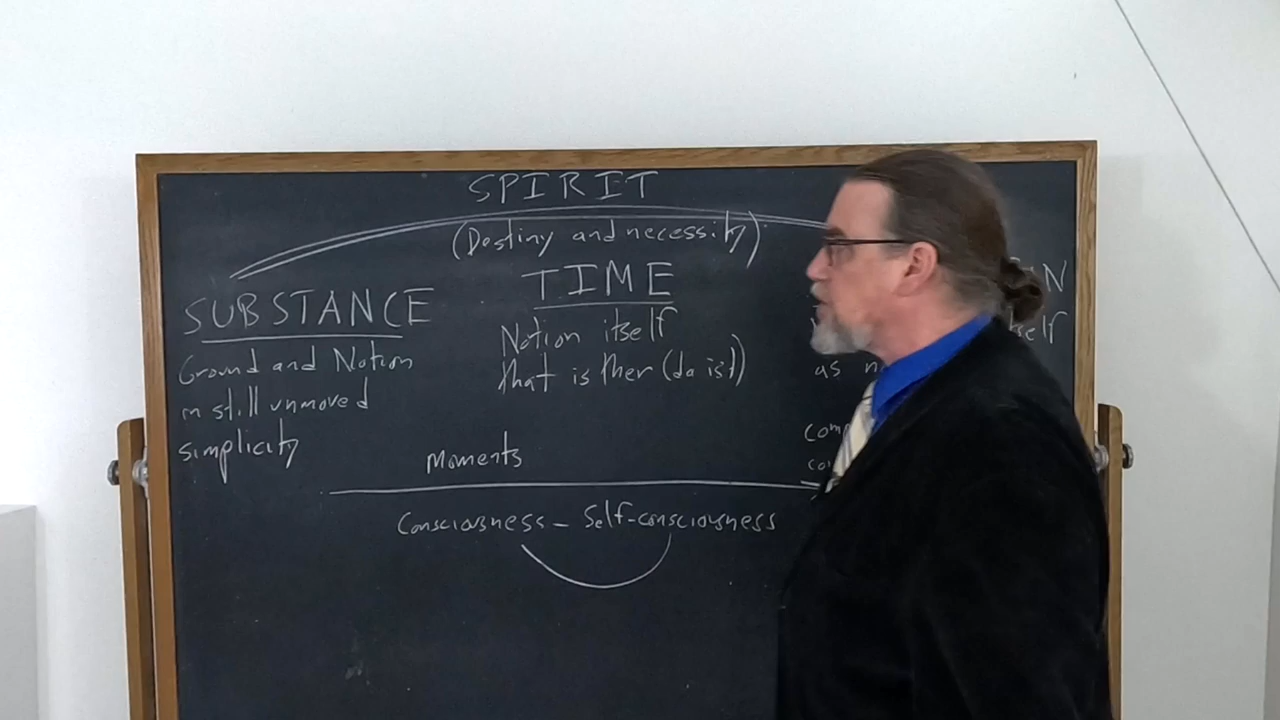 SPIRIT
(Destiny and necessity)
TIME
SUBSTANCE
Notion itself
that is ther (da ist)
Ground and Notion
in still unmoved
simplicity
as
Moments
Consciousness - Self-consciousness